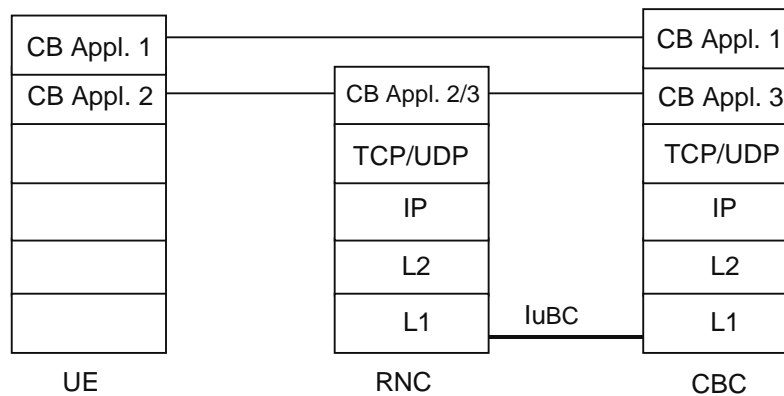 CB Appl. 1
CB Appl. 2
UE
CB Appl. 2/3
TCP/UDP
IP
L2
L1
RNC
IuBC
CB Appl. 1
CB Appl. 3
TCP/UDP
IP
L2
L1
CBC